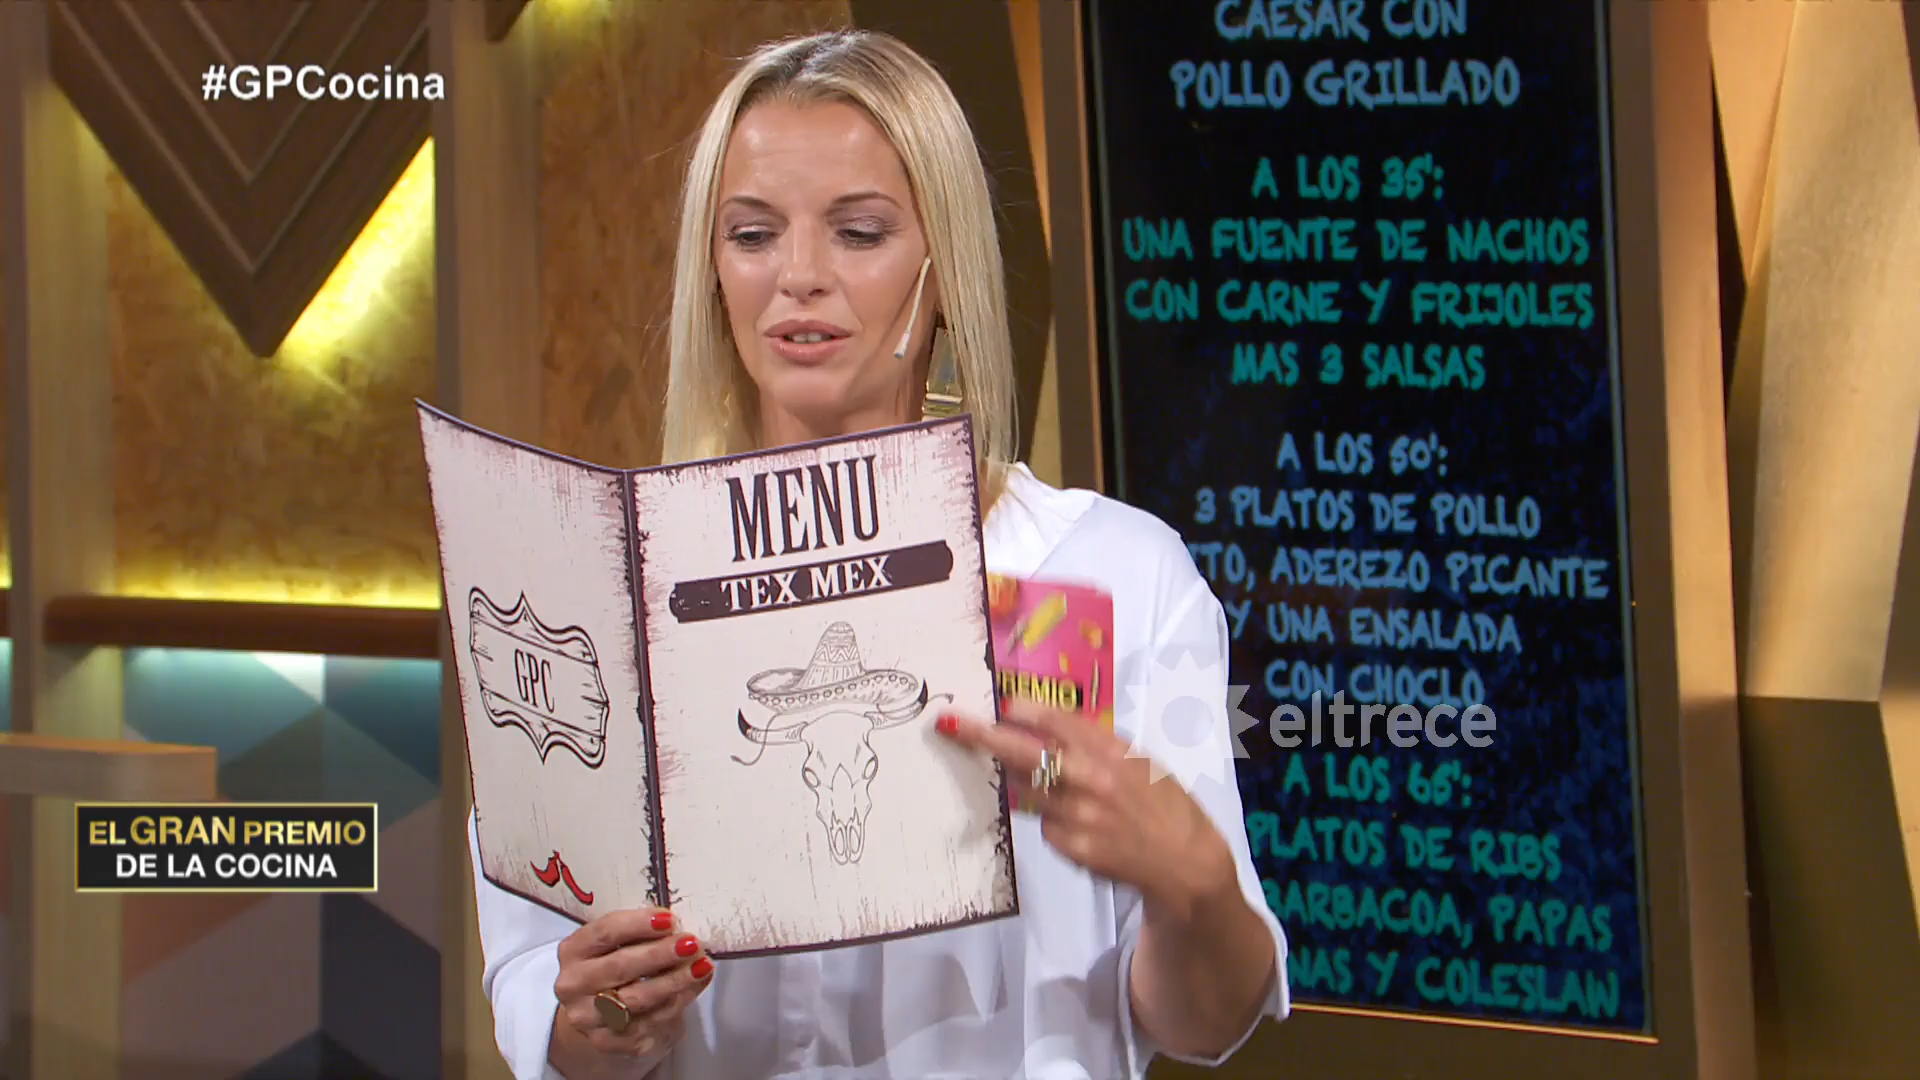 #GPCocina
CAESAR CON
POLLO GRILLADO
A LOS 35':
UNA FUENTE DE NACHOS
CON CARNE Y FRIJOLES
MAS 3 SALSAS
A LOS 50':
3 PLATOS DE POLLO
ITO, ADEREZO PICANTE
Y UNA ENSALADA
CON CHOCLO
A LOS 65':
PLATOS DE RIBS
BARBACOA, PAPAS
NAS Y COLESLAW
MENU
TEX MEX
GPC
PREMIO
eltrece
EL GRAN PREMIO
DE LA COCINA